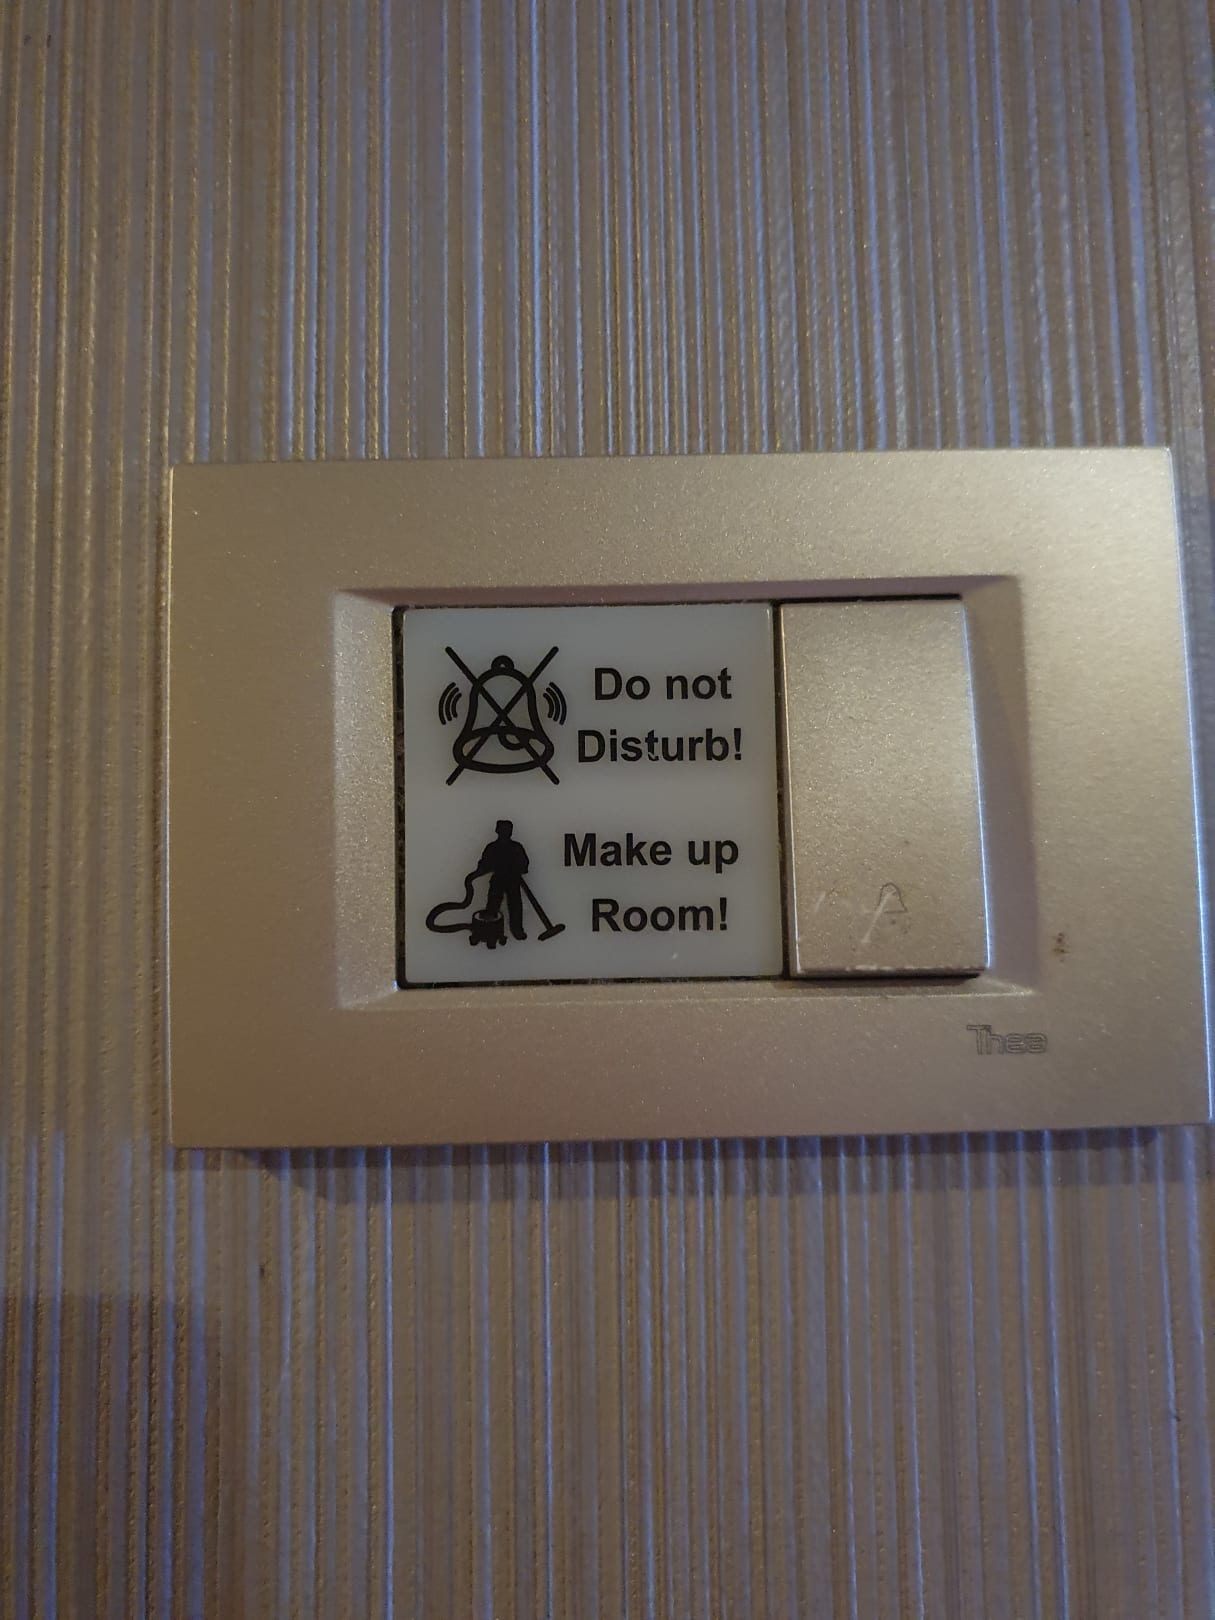 Do not
Disturb!
Make up
Room!
Thea